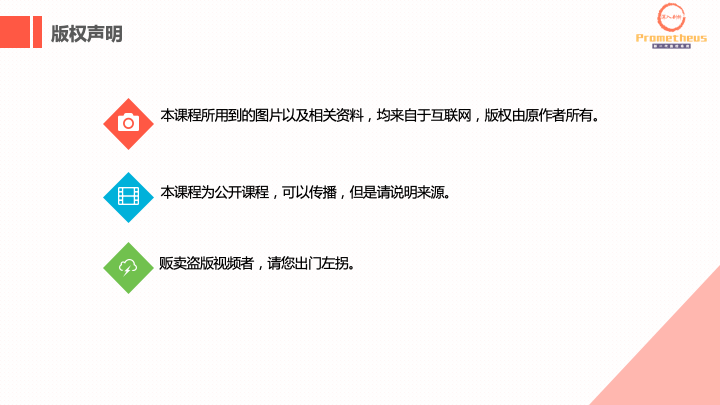 版权声明
Prometheus
本课程所用到的图片以及相关资料，均来自于互联网，版权由原作者所有。
本课程为公开课程，可以传播，但是请说明来源。
贩卖盗版视频者，请您出门左拐。